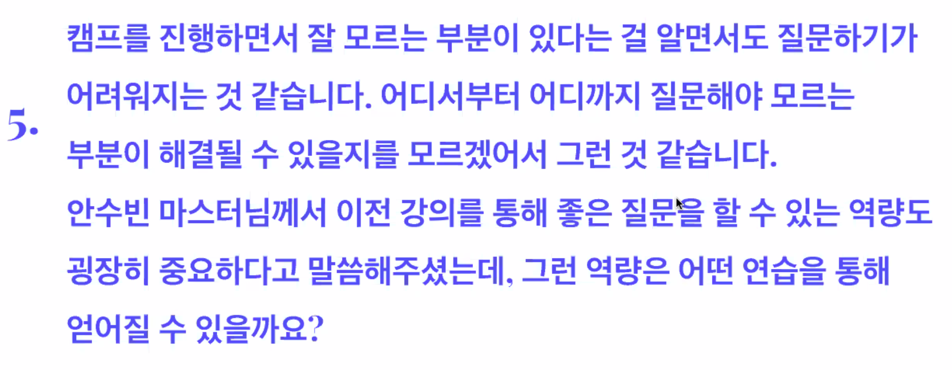 5.
캠프를 진행하면서 잘 모르는 부분이 있다는 걸 알면서도 질문하기가
어려워지는 것 같습니다. 어디서부터 어디까지 질문해야 모르는
부분이 해결될 수 있을지를 모르겠어서 그런 것 같습니다.
안수빈 마스터님께서 이전 강의를 통해 좋은 질문을 할 수 있는 역량도
굉장히 중요하다고 말씀해주셨는데, 그런 역량은 어떤 연습을 통해
얻어질 수 있을까요?